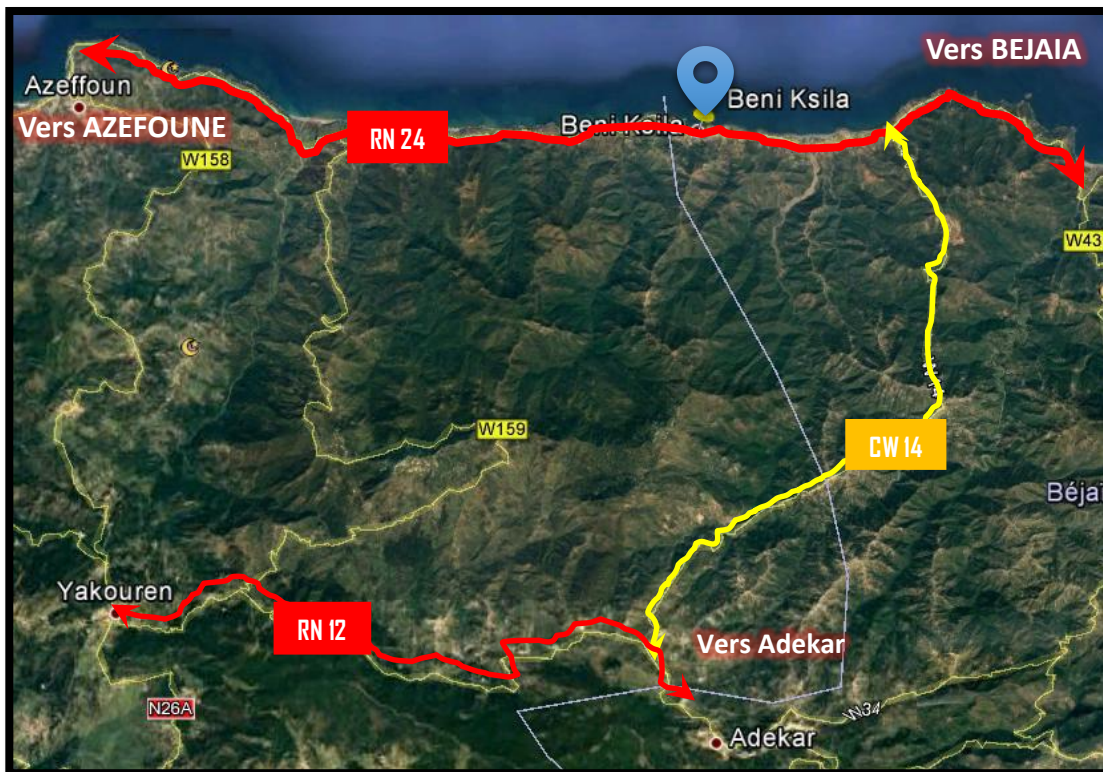 Vers BEJAIA
Azeffoun
Beni Ksila
Vers AZEFOUNE
Beni Ksila
RN 24
W158
W43
W159
CW 14
Béjaï
Yakouren
RN 12
Vers Adekar
N26A
W34
Adekar